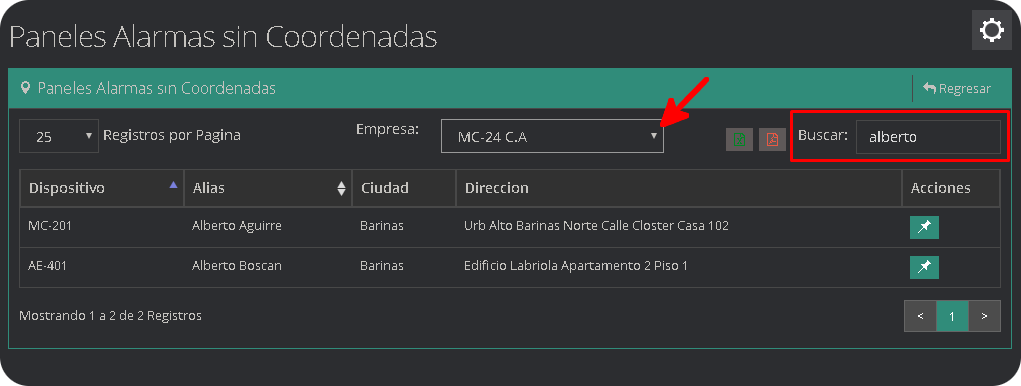 Paneles Alarmas sin Coordenadas
Paneles Alarmas sin Coordenadas
Regresar
25 Registros por Pagina Empresa: MC-24 C.A Buscar: alberto
Dispositivo Alias Ciudad Direccion Acciones
MC-201 Alberto Aguirre Barinas Urb Alto Barinas Norte Calle Closter Casa 102
AE-401 Alberto Boscan Barinas Edificio Labriola Apartamento 2 Piso 1
Mostrando 1 a 2 de 2 Registros < 1 >